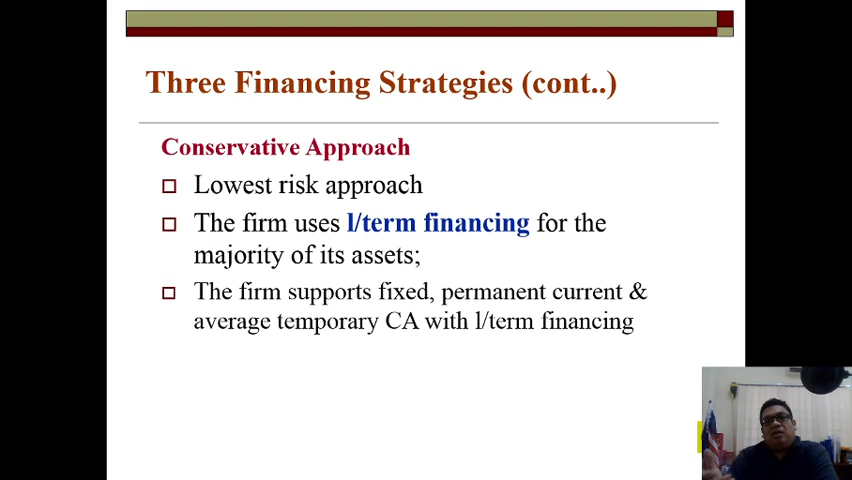 Three Financing Strategies (cont..)
Conservative Approach
Lowest risk approach
The firm uses l/term financing for the
majority of its assets;
The firm supports fixed, permanent current &
average temporary CA with l/term financing